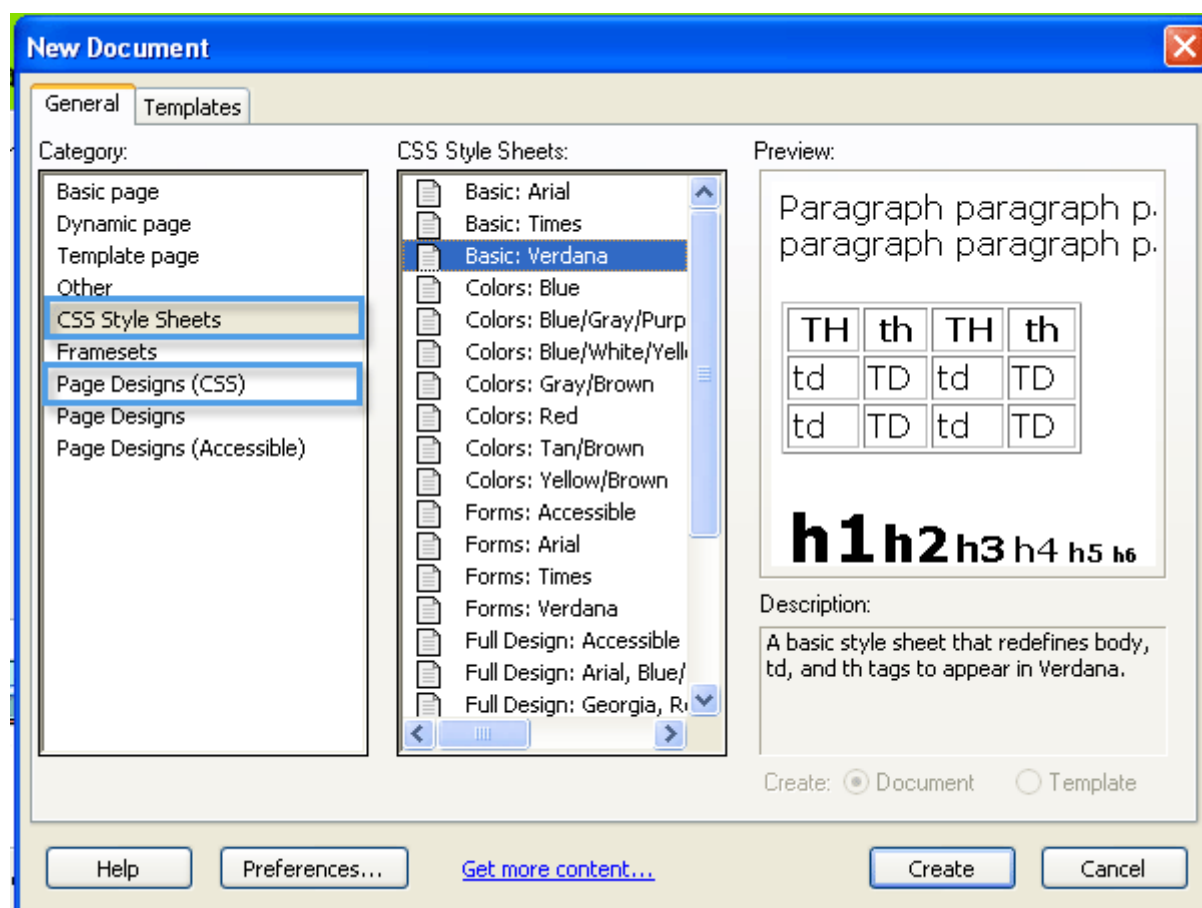 New Document
General
Templates
Category:
Basic page
Dynamic page
Template page
Other
CSS Style Sheets
Framesets
Page Designs (CSS)
Page Designs
Page Designs (Accessible)
CSS Style Sheets:
Basic: Arial
Basic: Times
Basic: Verdana
Colors: Blue
Colors: Blue/Gray/Purp
Colors: Blue/White/Yell
Colors: Gray/Brown
Colors: Red
Colors: Tan/Brown
Colors: Yellow/Brown
Forms: Accessible
Forms: Arial
Forms: Times
Forms: Verdana
Full Design: Accessible
Full Design: Arial, Blue/
Full Design: Georgia, R
Preview:
Paragraph paragraph p
paragraph paragraph p
TH th TH th
td TD td TD
td TD td TD
h1 h2 h3 h4 h5 h6
Description:
A basic style sheet that redefines body,
td, and th tags to appear in Verdana.
Create: Document Template
Help
Preferences...
Get more content...
Create
Cancel